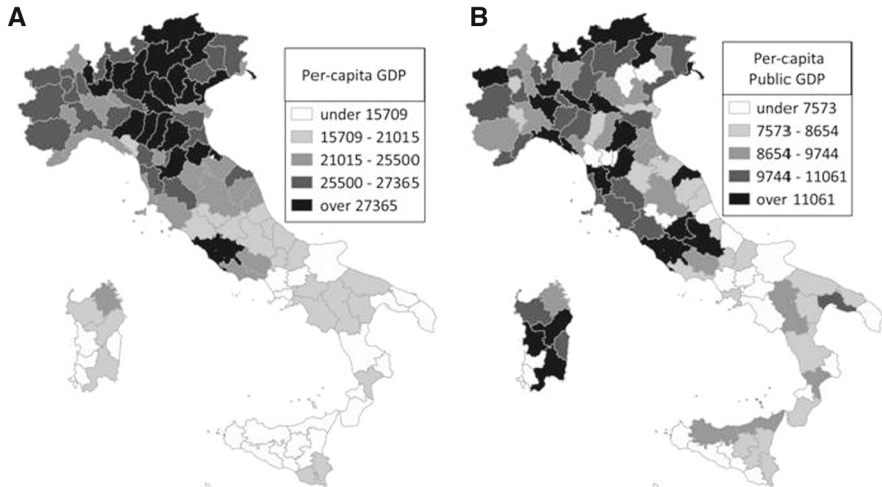 A
Per-capita GDP
under 15709
15709 - 21015
21015 - 25500
25500 - 27365
over 27365
B
Per-capita
Public GDP
under 7573
7573 - 8654
8654 - 9744
9744 - 11061
over 11061